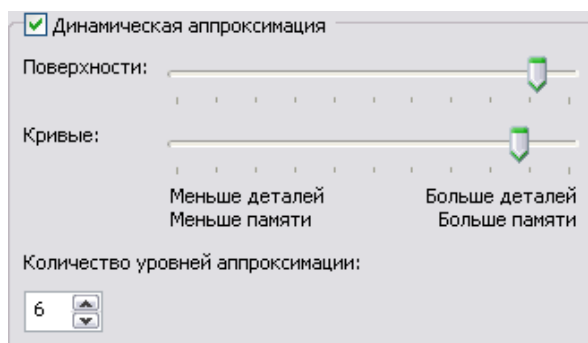 Динамическая аппроксимация
Поверхности:
Кривые:
Меньше деталей Больше деталей
Меньше памяти Больше памяти
Количество уровней аппроксимации:
6